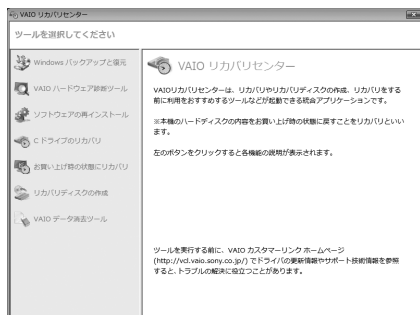 VAIO リカバリセンター
ツールを選択してください
Windows バックアップと復元
VAIO ハードウェア診断ツール
ソフトウェアの再インストール
C ドライブのリカバリ
お買い上げ時の状態にリカバリ
リカバリディスクの作成
VAIO データ消去ツール
VAIO リカバリセンター
VAIOリカバリセンターは、リカバリやリカバリディスクの作成、リカバリをする
前に利用をおすすめするツールなどが起動できる統合アプリケーションです。
※本機のハードディスクの内容をお買い上げ時の状態に戻すことをリカバリといい
ます。
左のボタンをクリックすると各機能の説明が表示されます。
ツールを実行する前に、VAIO カスタマーリンク ホームページ
(http://vcl.vaio.sony.co.jp/) でドライバの更新情報やサポート技術情報を参照
すると、トラブルの解決に役立つことがあります。